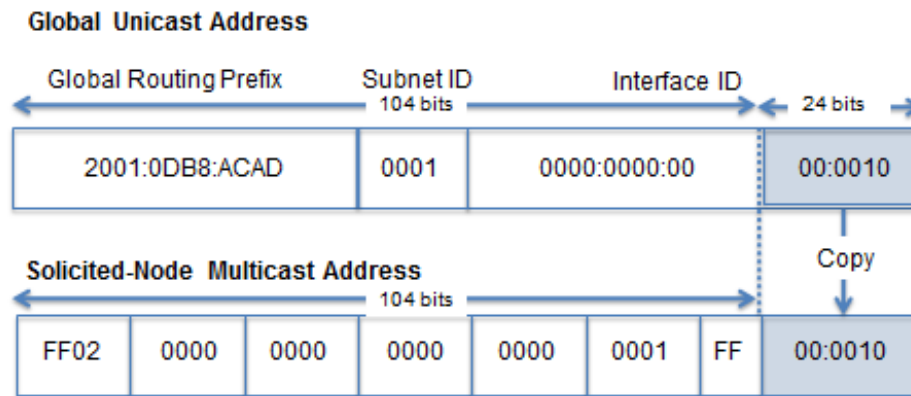 Global Unicast Address
Global Routing Prefix Subnet ID Interface ID
104 bits 24 bits
2001:0DB8:ACAD 0001 0000:0000:00 00:0010
Copy
Solicited-Node Multicast Address
104 bits
FF02 0000 0000 0000 0000 0001 FF 00:0010